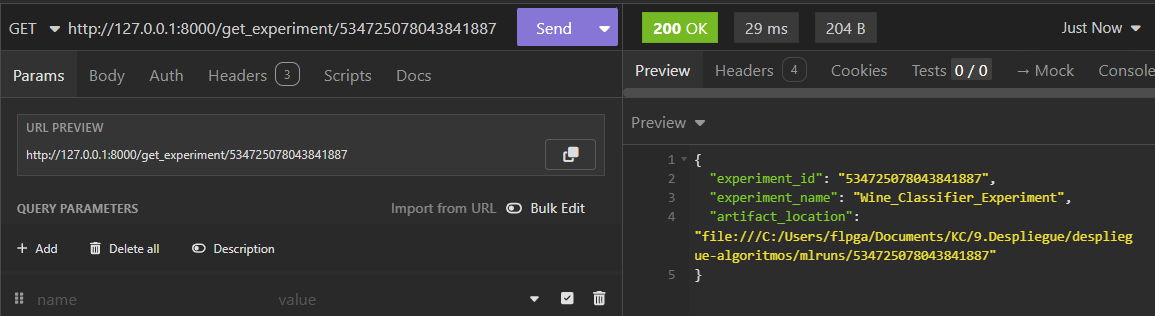 GET http://127.0.0.1:8000/get_experiment/534725078043841887 Send
200 OK 29 ms 204 B Just Now
Params Body Auth Headers 3 Scripts Docs
Preview Headers 4 Cookies Tests 0 / 0 → Mock Console
URL PREVIEW
http://127.0.0.1:8000/get_experiment/534725078043841887
QUERY PARAMETERS Import from URL Bulk Edit
+ Add Delete all Description
name value
Preview
1 {
2 "experiment_id": "534725078043841887",
3 "experiment_name": "Wine_Classifier_Experiment",
4 "artifact_location":
"file:///C:/Users/flpga/Documents/KC/9.Despliegue/desplie
gue-algoritmos/mlruns/534725078043841887"
5 }